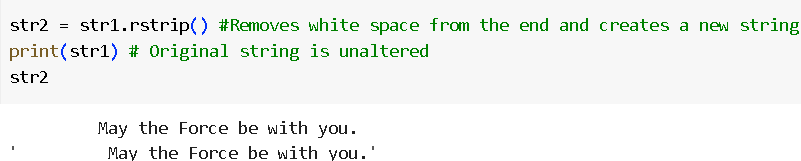 str2 = str1.rstrip() #Removes white space from the end and creates a new string
print(str1) # Original string is unaltered
str2
         May the Force be with you.
'         May the Force be with you.'